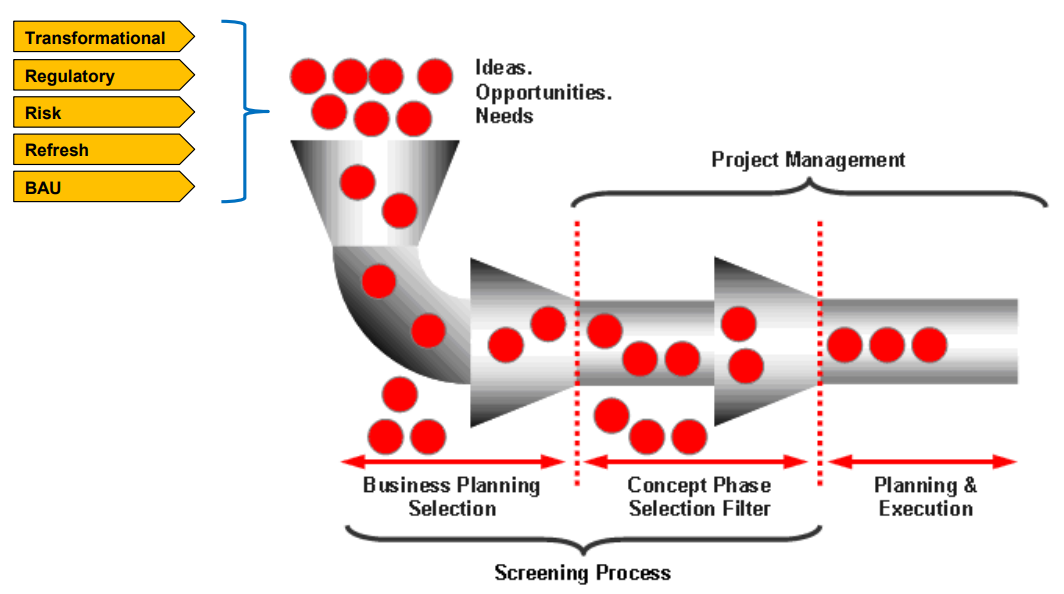 Transformational
Regulatory
Risk
Refresh
BAU
Ideas.
Opportunities.
Needs
Project Management
Business Planning
Selection
Concept Phase
Selection Filter
Planning &
Execution
Screening Process